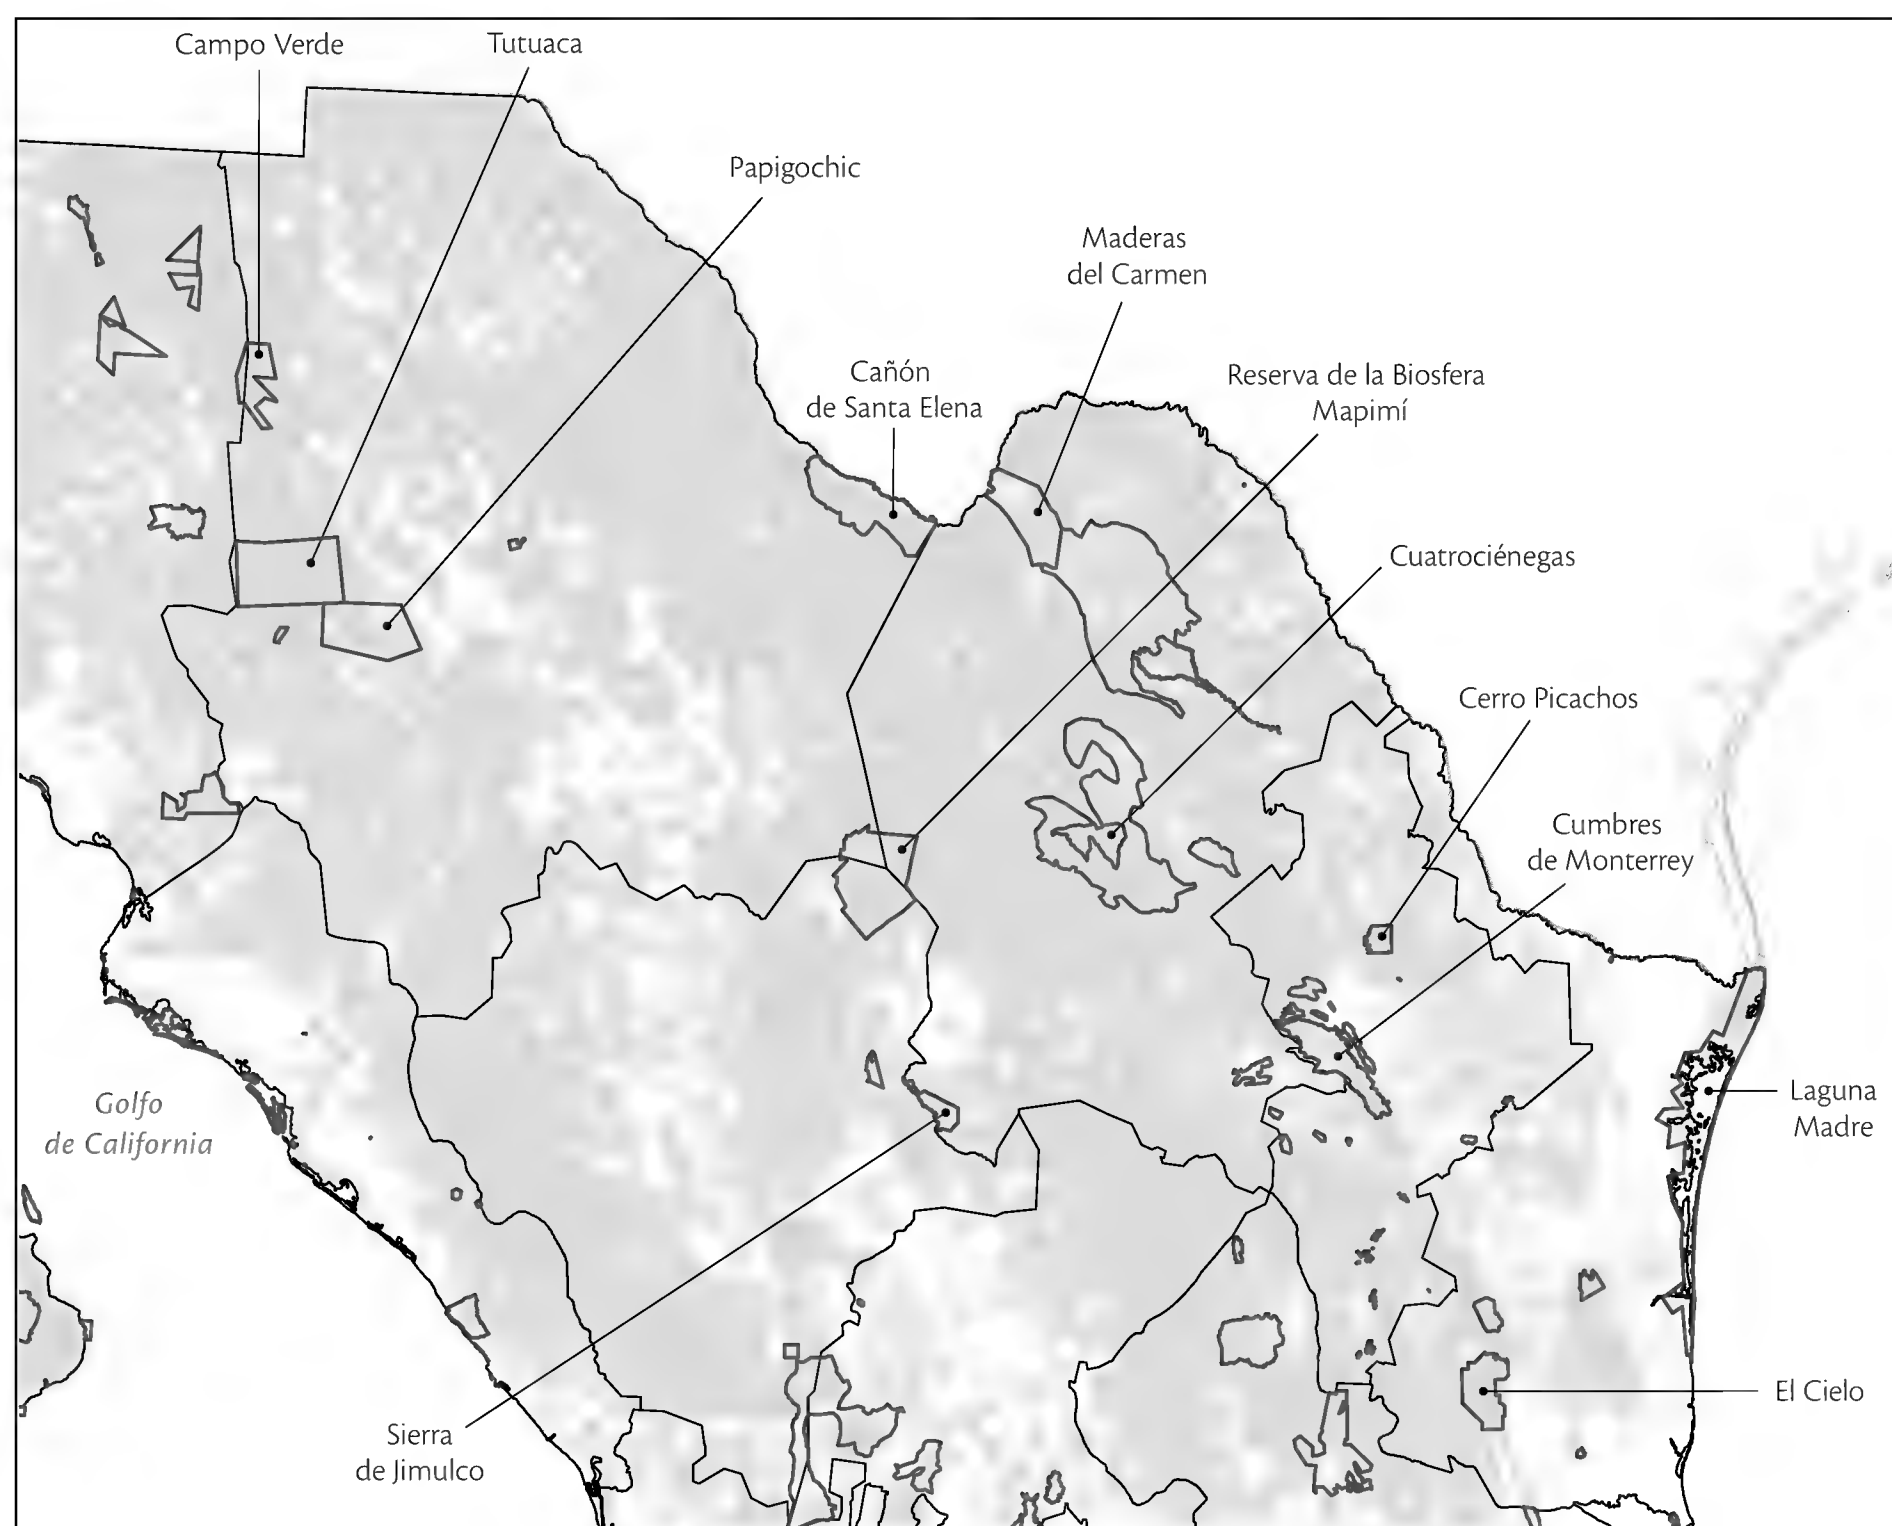 Campo Verde
Tutuaca
Papigochic
Maderas
del Carmen
Cañón
de Santa Elena
Reserva de la Biosfera
Mapimí
Cuatrociénegas
Cerro Picachos
Cumbres
de Monterrey
Golfo
de California
Laguna
Madre
El Cielo
Sierra
de Jimulco